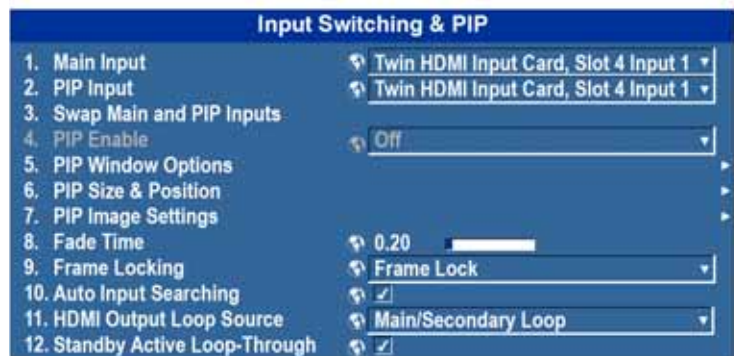 Input Switching & PIP
1. Main Input Twin HDMI Input Card, Slot 4 Input 1
2. PIP Input Twin HDMI Input Card, Slot 4 Input 1
3. Swap Main and PIP Inputs
4. PIP Enable Off
5. PIP Window Options
6. PIP Size & Position
7. PIP Image Settings
8. Fade Time 0.20
9. Frame Locking Frame Lock
10. Auto Input Searching
11. HDMI Output Loop Source Main/Secondary Loop
12. Standby Active Loop-Through